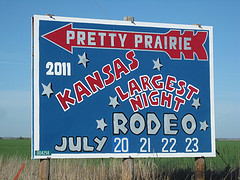 PRETTY PRAIRIE
2011
KANSAS
LARGEST
NIGHT
RODEO
JULY 20 21 22 23